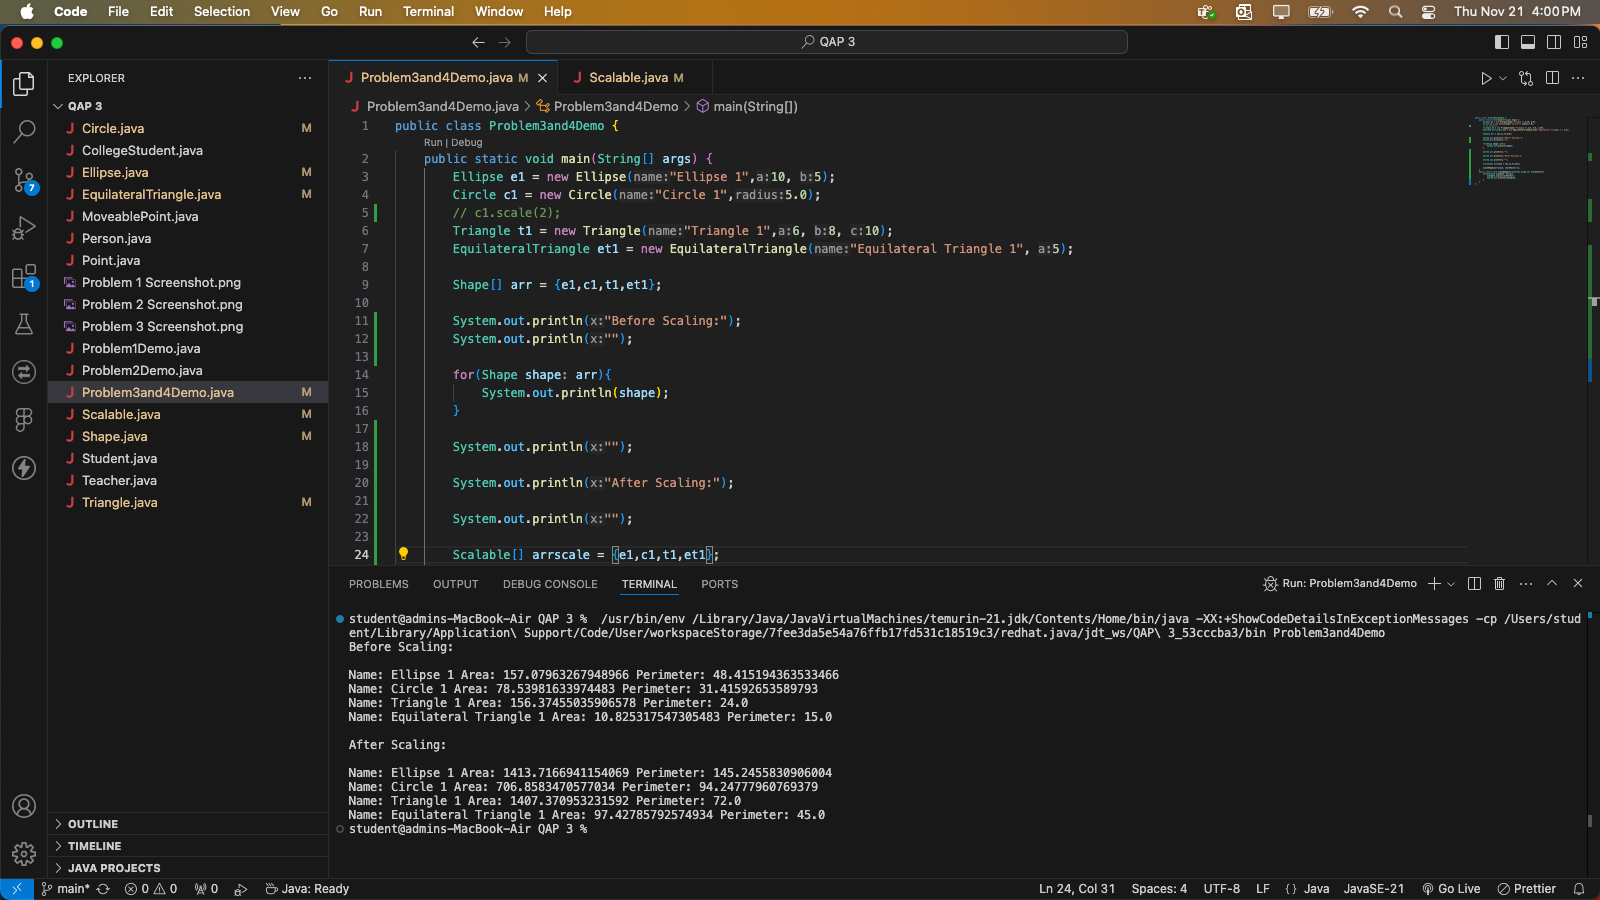 Code File Edit Selection View Go Run Terminal Window Help Thu Nov 21 4:00 PM
QAP 3
EXPLORER
QAP 3
Circle.java M
CollegeStudent.java
Ellipse.java M
EquilateralTriangle.java M
MoveablePoint.java
Person.java
Point.java
Problem 1 Screenshot.png
Problem 2 Screenshot.png
Problem 3 Screenshot.png
Problem1Demo.java
Problem2Demo.java
Problem3and4Demo.java M
Scalable.java M
Shape.java M
Student.java
Teacher.java
Triangle.java M
OUTLINE
TIMELINE
JAVA PROJECTS
7
1
Problem3and4Demo.java M Scalable.java M
Problem3and4Demo.java > Problem3and4Demo > main(String[])
1 public class Problem3and4Demo {
Run | Debug
2 public static void main(String[] args) {
3 Ellipse e1 = new Ellipse(name:"Ellipse 1",a:10, b:5);
4 Circle c1 = new Circle(name:"Circle 1",radius:5.0);
5 // c1.scale(2);
6 Triangle t1 = new Triangle(name:"Triangle 1",a:6, b:8, c:10);
7 EquilateralTriangle et1 = new EquilateralTriangle(name:"Equilateral Triangle 1", a:5);
8
9 Shape[] arr = {e1,c1,t1,et1};
10
11 System.out.println(x:"Before Scaling:");
12 System.out.println(x:"");
13
14 for(Shape shape: arr){
15 System.out.println(shape);
16 }
17
18 System.out.println(x:"");
19
20 System.out.println(x:"After Scaling:");
21
22 System.out.println(x:"");
23
24 Scalable[] arrscale = {e1,c1,t1,et1};
PROBLEMS OUTPUT DEBUG CONSOLE TERMINAL PORTS Run: Problem3and4Demo
student@admins-MacBook-Air QAP 3 % /usr/bin/env /Library/Java/JavaVirtualMachines/temurin-21.jdk/Contents/Home/bin/java -XX:+ShowCodeDetailsInExceptionMessages -cp /Users/stud
ent/Library/Application\ Support/Code/User/workspaceStorage/7fee3da5e54a76ffb17fd531c18519c3/redhat.java/jdt_ws/QAP\ 3_53cccba3/bin Problem3and4Demo
Before Scaling:
Name: Ellipse 1 Area: 157.07963267948966 Perimeter: 48.415194363533466
Name: Circle 1 Area: 78.53981633974483 Perimeter: 31.41592653589793
Name: Triangle 1 Area: 156.37455035906578 Perimeter: 24.0
Name: Equilateral Triangle 1 Area: 10.825317547305483 Perimeter: 15.0
After Scaling:
Name: Ellipse 1 Area: 1413.7166941154069 Perimeter: 145.2455830906004
Name: Circle 1 Area: 706.8583470577034 Perimeter: 94.24777960769379
Name: Triangle 1 Area: 1407.370953231592 Perimeter: 72.0
Name: Equilateral Triangle 1 Area: 97.42785792574934 Perimeter: 45.0
student@admins-MacBook-Air QAP 3 %
main* 0 0 0 Java: Ready Ln 24, Col 31 Spaces: 4 UTF-8 LF {} Java JavaSE-21 Go Live Prettier